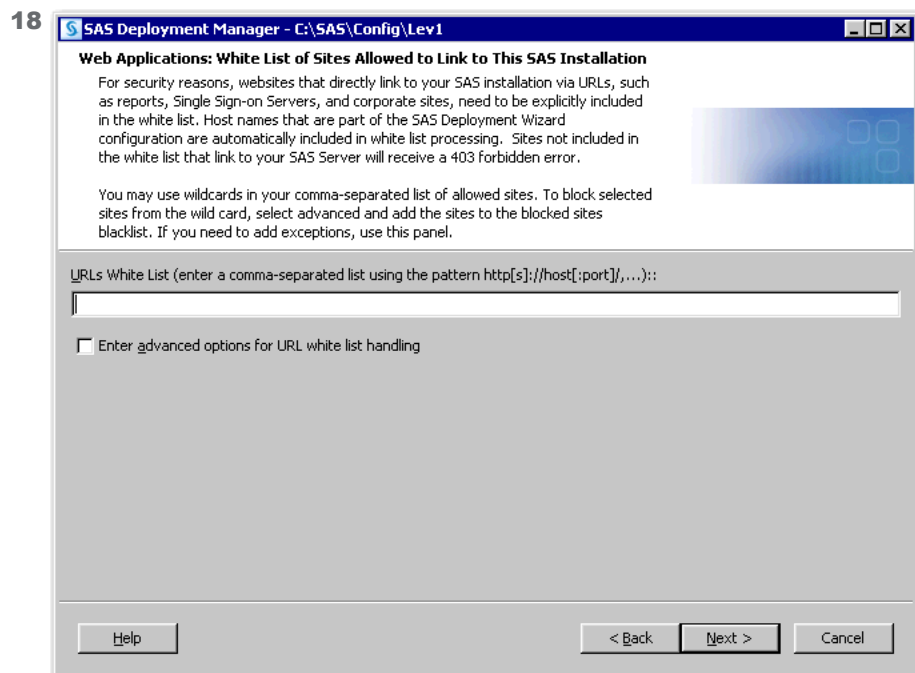 18
SAS Deployment Manager - C:\SAS\Config\Lev1
Web Applications: White List of Sites Allowed to Link to This SAS Installation
For security reasons, websites that directly link to your SAS installation via URLs, such
as reports, Single Sign-on Servers, and corporate sites, need to be explicitly included
in the white list. Host names that are part of the SAS Deployment Wizard
configuration are automatically included in white list processing.  Sites not included in
the white list that link to your SAS Server will receive a 403 forbidden error.
You may use wildcards in your comma-separated list of allowed sites. To block selected
sites from the wild card, select advanced and add the sites to the blocked sites
blacklist. If you need to add exceptions, use this panel.
URLs White List (enter a comma-separated list using the pattern http[s]://host[:port]/,...)::
Enter advanced options for URL white list handling
Help
< Back
Next >
Cancel